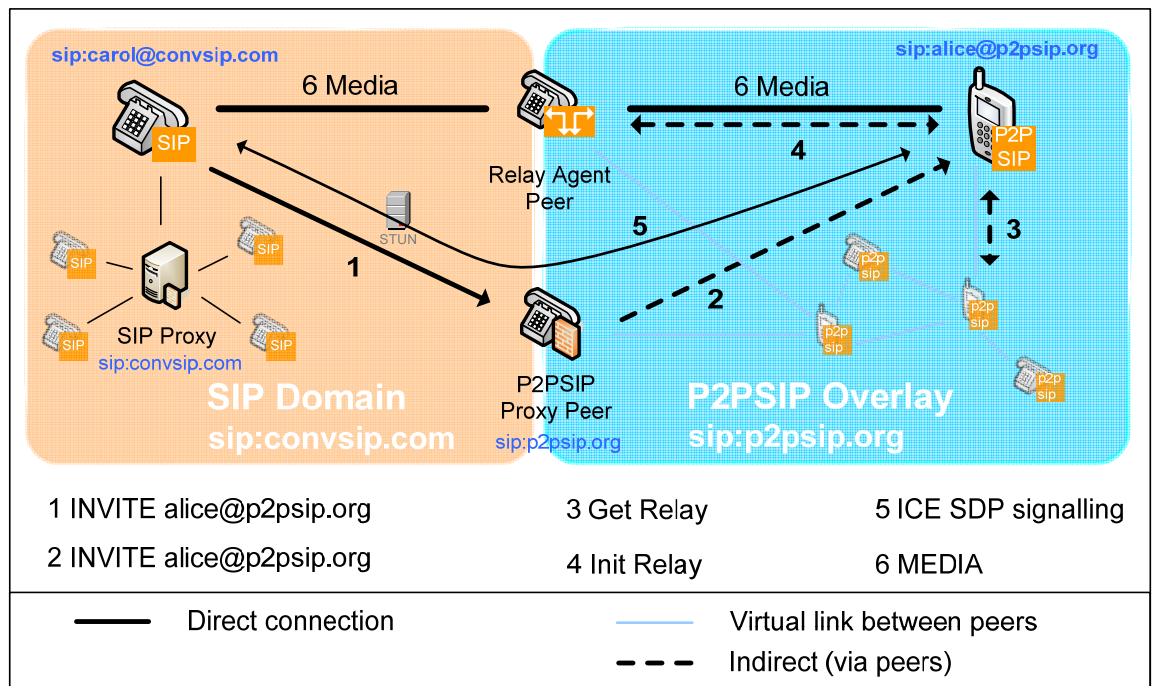 sip:carol@convsip.com
sip:alice@p2psip.org
6 Media
6 Media
SIP
P2P
SIP
4
Relay Agent
Peer
STUN
5
3
1
2
SIP
SIP
SIP
SIP
p2p
sip
p2p
sip
p2p
sip
p2p
sip
SIP Proxy
sip:convsip.com
P2PSIP
Proxy Peer
sip:p2psip.org
SIP Domain
sip:convsip.com
P2PSIP Overlay
sip:p2psip.org
1 INVITE alice@p2psip.org
3 Get Relay
5 ICE SDP signalling
2 INVITE alice@p2psip.org
4 Init Relay
6 MEDIA
Direct connection
Virtual link between peers
Indirect (via peers)